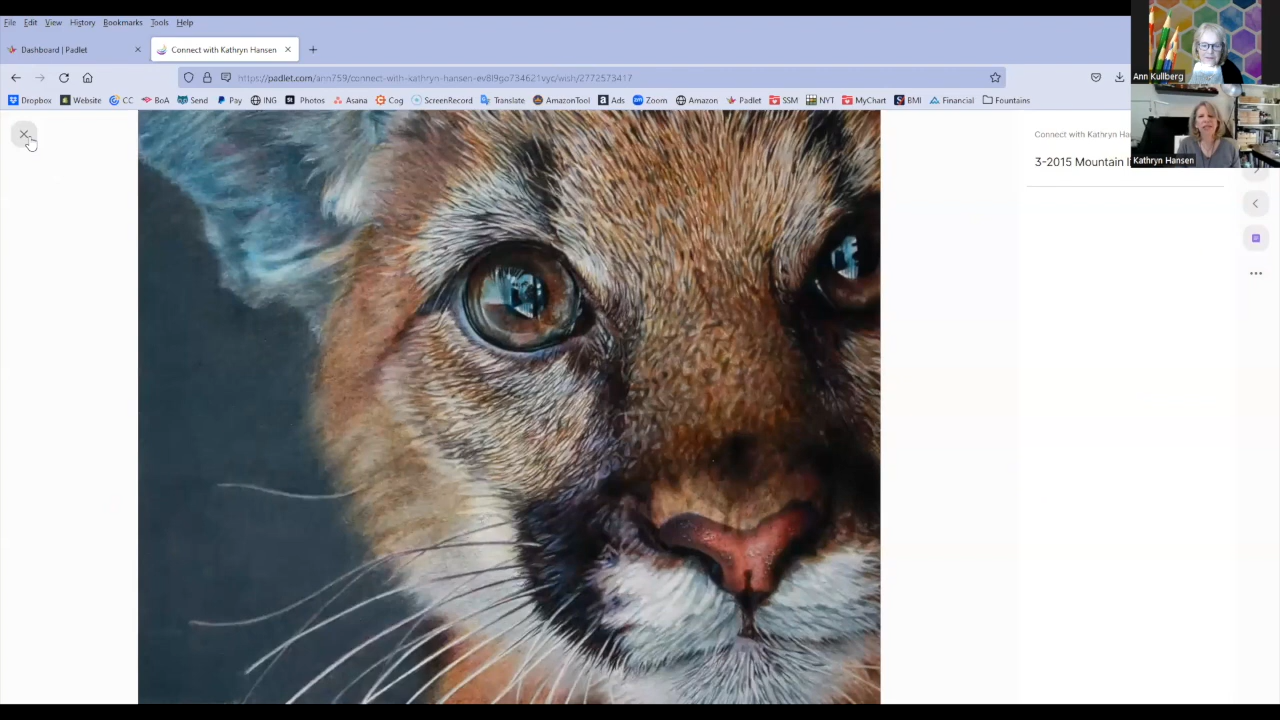 File Edit View History Bookmarks Tools Help
Dashboard | Padlet
Connect with Kathryn Hansen
https://padlet.com/ann759/connect-with-kathryn-hansen-ev8l9go734621vyc/wish/2772573417
Dropbox Website CC BoA Send Pay ING Photos Asana Cog ScreenRecord Translate AmazonTool Ads Zoom Amazon Padlet SSM NYT MyChart BMI Financial Fountains
Ann Kullberg
Connect with Kathryn Ha
3-2015 Mountain
Kathryn Hansen